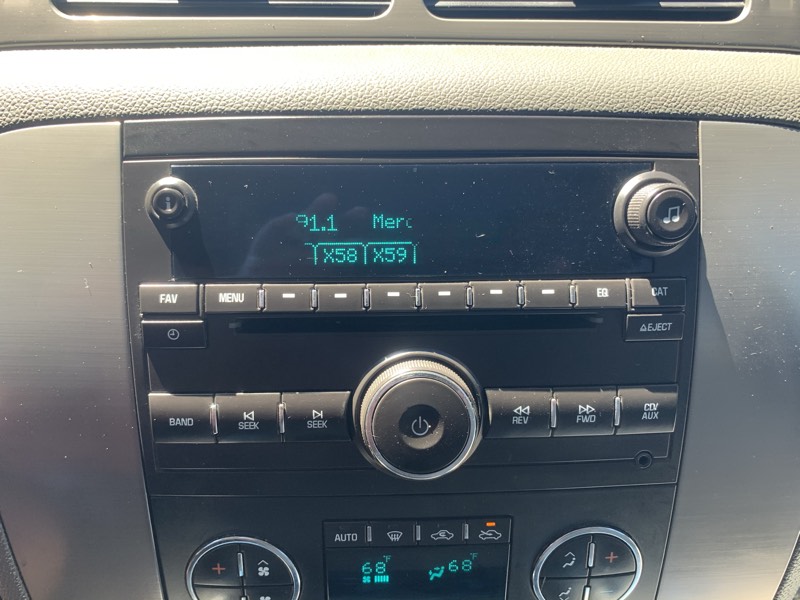 91.1 Merc
X58 X59
FAV MENU EQ CAT
EJECT
BAND SEEK SEEK REV FWD CD/AUX
AUTO
68°F 68°F